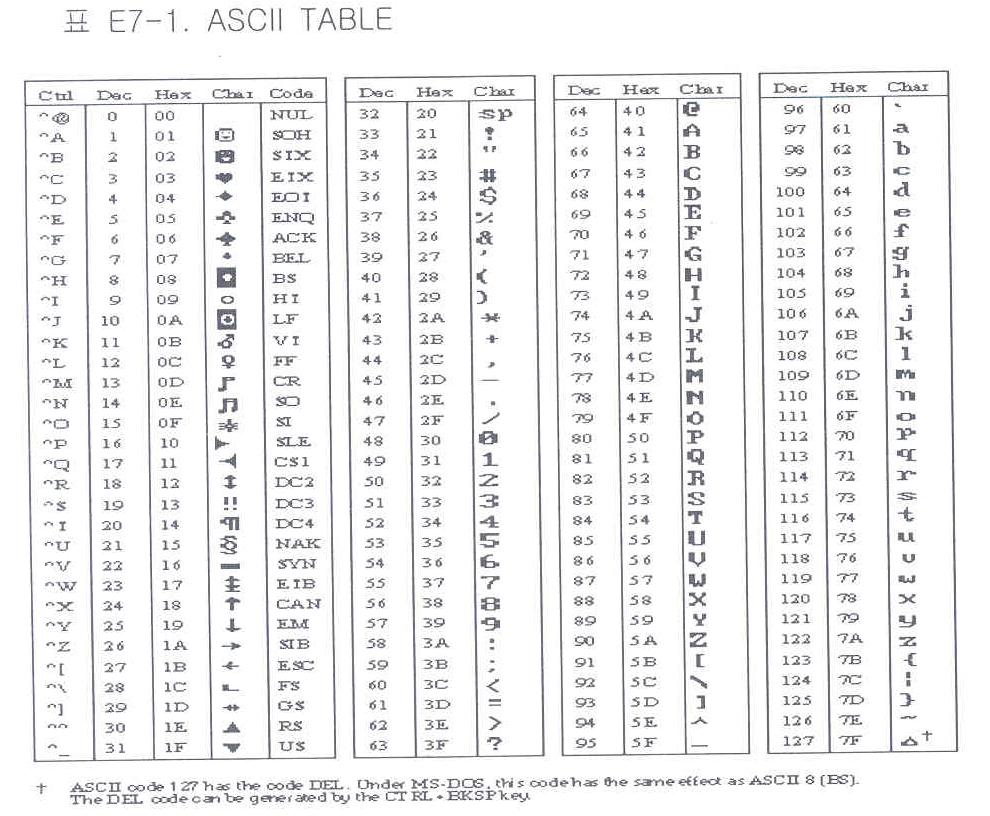 표 E7-1. ASCII TABLE
Ctrl Dec Hex Char Code
^@ 0 00 NUL
^A 1 01 ☺ SOH
^B 2 02 ☻ SIX
^C 3 03 ♥ EIX
^D 4 04 ♦ EOI
^E 5 05 ♣ ENQ
^F 6 06 ♠ ACK
^G 7 07 • BEL
^H 8 08 ◘ BS
^I 9 09 ○ HI
^J 10 0A ◙ LF
^K 11 0B ♂ VI
^L 12 0C ♀ FF
^M 13 0D ♪ CR
^N 14 0E ♫ SO
^O 15 0F ☼ SI
^P 16 10 ► SLE
^Q 17 11 ◄ CS1
^R 18 12 ↕ DC2
^S 19 13 ‼ DC3
^I 20 14 ¶ DC4
^U 21 15 § NAK
^V 22 16 ▬ SYN
^W 23 17 ↨ EIB
^X 24 18 ↑ CAN
^Y 25 19 ↓ EM
^Z 26 1A → SIB
^[ 27 1B ← ESC
^\ 28 1C ∟ FS
^] 29 1D ↔ GS
^^ 30 1E ▲ RS
^_ 31 1F ▼ US
Dec Hex Char
32 20 sp
33 21 !
34 22 "
35 23 #
36 24 $
37 25 %
38 26 &
39 27 '
40 28 (
41 29 )
42 2A *
43 2B +
44 2C ,
45 2D -
46 2E .
47 2F /
48 30 0
49 31 1
50 32 2
51 33 3
52 34 4
53 35 5
54 36 6
55 37 7
56 38 8
57 39 9
58 3A :
59 3B ;
60 3C <
61 3D =
62 3E >
63 3F ?
Dec Hex Char
64 40 @
65 41 A
66 42 B
67 43 C
68 44 D
69 45 E
70 46 F
71 47 G
72 48 H
73 49 I
74 4A J
75 4B K
76 4C L
77 4D M
78 4E N
79 4F O
80 50 P
81 51 Q
82 52 R
83 53 S
84 54 T
85 55 U
86 56 V
87 57 W
88 58 X
89 59 Y
90 5A Z
91 5B [
92 5C \
93 5D ]
94 5E ^
95 5F _
Dec Hex Char
96 60 `
97 61 a
98 62 b
99 63 c
100 64 d
101 65 e
102 66 f
103 67 g
104 68 h
105 69 i
106 6A j
107 6B k
108 6C l
109 6D m
110 6E n
111 6F o
112 70 p
113 71 q
114 72 r
115 73 s
116 74 t
117 75 u
118 76 v
119 77 w
120 78 x
121 79 y
122 7A z
123 7B {
124 7C ¦
125 7D }
126 7E ~
127 7F ⌂†
† ASCII code 127 has the code DEL. Under MS-DOS, this code has the same effect as ASCII 8 (BS).
The DEL code can be generated by the CTRL + BKSP key.